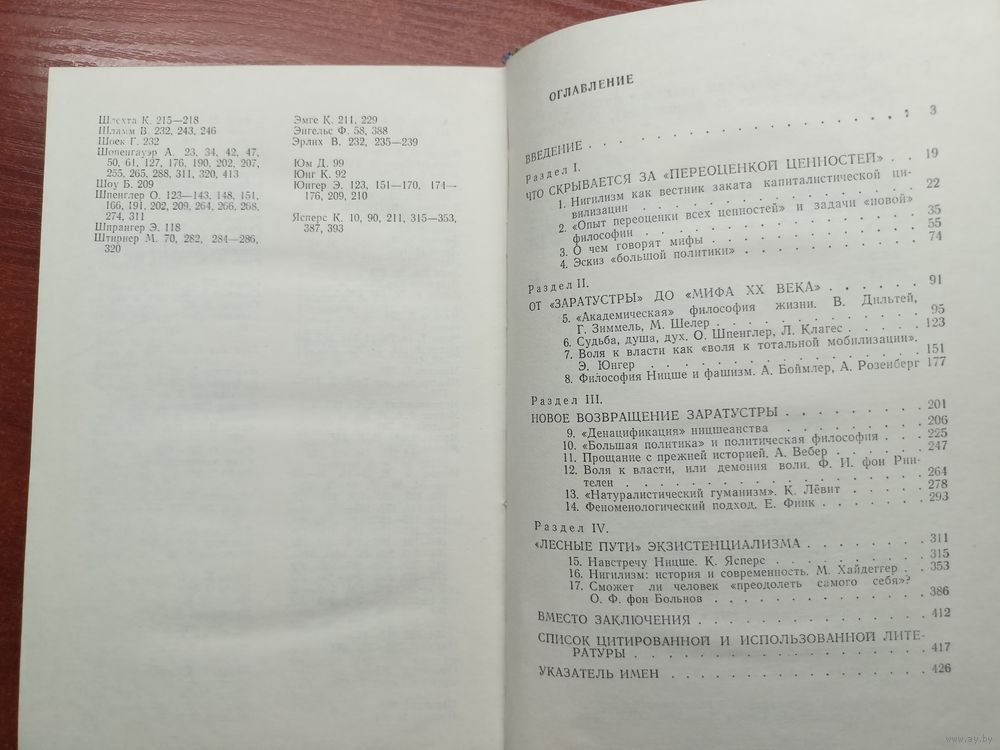 Шлехта К. 215—218
Шламм В. 232, 243, 246
Шоек Г. 232
Шопенгауэр А. 23, 34, 42, 47,
50, 61, 127, 176, 190, 202, 207,
255, 265, 288, 311, 320, 413
Шоу Б. 209
Шпенглер О. 123—143, 148, 151,
166, 191, 202, 209, 264, 266, 268,
274, 311
Шпрангер Э. 118
Штирнер М. 70, 282, 284—286,
320
Эмге К. 211, 229
Энгельс Ф. 58, 388
Эрлих В. 232, 235—239
Юм Д. 99
Юнг К. 92
Юнгер Э. 123, 151—170, 174—
176, 209, 210
Ясперс К. 10, 90, 211, 315—353,
387, 393
ОГЛАВЛЕНИЕ
ВВЕДЕНИЕ . . . . . . . . . . . . . 3
Раздел I.
ЧТО СКРЫВАЕТСЯ ЗА «ПЕРЕОЦЕНКОЙ ЦЕННОСТЕЙ» . . 19
1. Нигилизм как вестник заката капиталистической ци-
вилизации . . . . . . . . . . . 22
2. «Опыт переоценки всех ценностей» и задачи «новой»
философии . . . . . . . . . . . 35
3. О чем говорят мифы . . . . . . . . 55
4. Эскиз «большой политики» . . . . . . . 74
Раздел II.
ОТ «ЗАРАТУСТРЫ» ДО «МИФА XX ВЕКА» . . . . . . 91
5. «Академическая» философия жизни. В. Дильтей,
Г. Зиммель, М. Шелер . . . . . . . . . 95
6. Судьба, душа, дух. О. Шпенглер, Л. Клагес . . . . 123
7. Воля к власти как «воля к тотальной мобилизации».
Э. Юнгер . . . . . . . . . . . 151
8. Философия Ницше и фашизм. А. Боймлер, А. Розенберг 177
Раздел III.
НОВОЕ ВОЗВРАЩЕНИЕ ЗАРАТУСТРЫ . . . . . . . . 201
9. «Денацификация» ницшеанства . . . . . . . 206
10. «Большая политика» и политическая философия . . . 225
11. Прощание с прежней историей. А. Вебер . . . . . 247
12. Воля к власти, или демония воли. Ф. И. фон Рин-
телен . . . . . . . . . . . . 264
13. «Натуралистический гуманизм». К. Лёвит . . . . . 278
14. Феноменологический подход. Е. Финк . . . . . . 293
Раздел IV.
«ЛЕСНЫЕ ПУТИ» ЭКЗИСТЕНЦИАЛИЗМА . . . . . . . 311
15. Навстречу Ницше. К. Ясперс . . . . . . . . 315
16. Нигилизм: история и современность. М. Хайдеггер . . 353
17. Сможет ли человек «преодолеть самого себя»?
О. Ф. фон Больнов . . . . . . . . . . 386
ВМЕСТО ЗАКЛЮЧЕНИЯ . . . . . . . . . . . 412
СПИСОК ЦИТИРОВАННОЙ И ИСПОЛЬЗОВАННОЙ ЛИТЕ-
РАТУРЫ . . . . . . . . . . . . . . 417
УКАЗАТЕЛЬ ИМЕН . . . . . . . . . . . . 426
www.ay.by